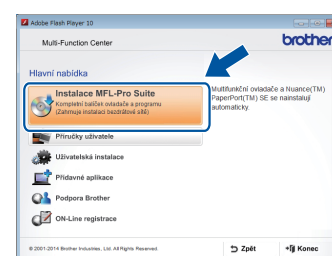 Adobe Flash Player 10
Multi-Function Center
brother
Hlavní nabídka
Instalace MFL-Pro Suite
Kompletní balíček ovladače a programu
(Zahrnuje instalaci bezdrátové sítě)
Multifunkční ovladače a Nuance(TM)
PaperPort(TM) SE se nainstalují
automaticky.
Příručky uživatele
Uživatelská instalace
Přídavné aplikace
Podpora Brother
ON-Line registrace
© 2001-2014 Brother Industries, Ltd. All Rights Reserved.
Zpět
Konec